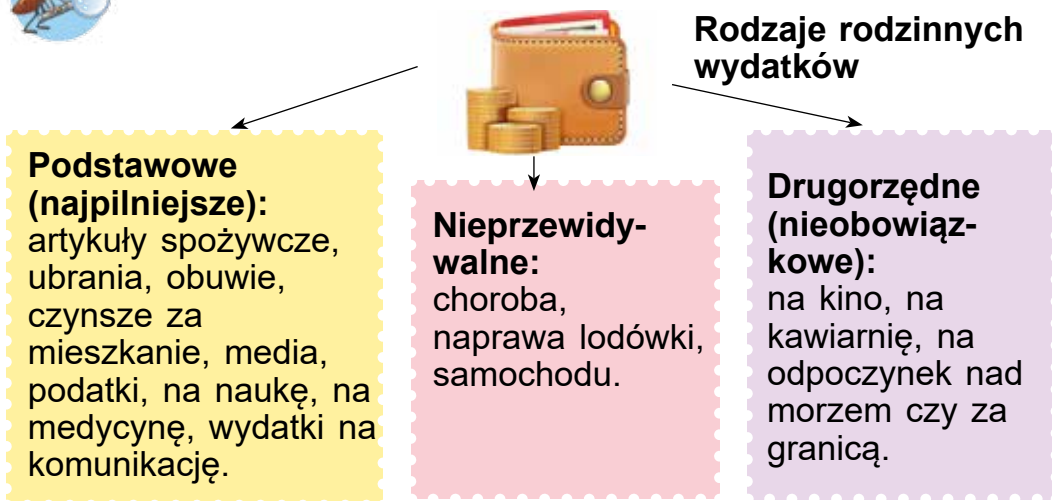 Rodzaje rodzinnych
wydatków
Podstawowe
(najpilniejsze):
artykuły spożywcze,
ubrania, obuwie,
czynsze za
mieszkanie, media,
podatki, na naukę, na
medycynę, wydatki na
komunikację.
Nieprzewidy-
walne:
choroba,
naprawa lodówki,
samochodu.
Drugorzędne
(nieobowiąz-
kowe):
na kino, na
kawiarnię, na
odpoczynek nad
morzem czy za
granicą.